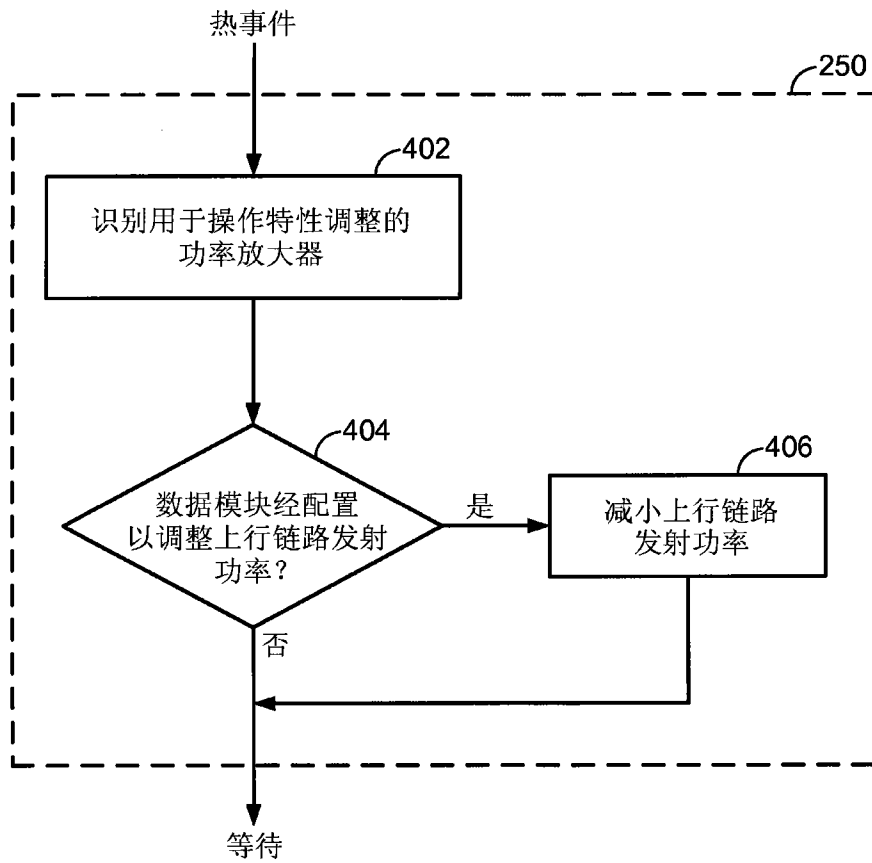 热事件
250
402
识别用于操作特性调整的
功率放大器
404
数据模块经配置
以调整上行链路发射
功率?
是
406
减小上行链路
发射功率
否
等待